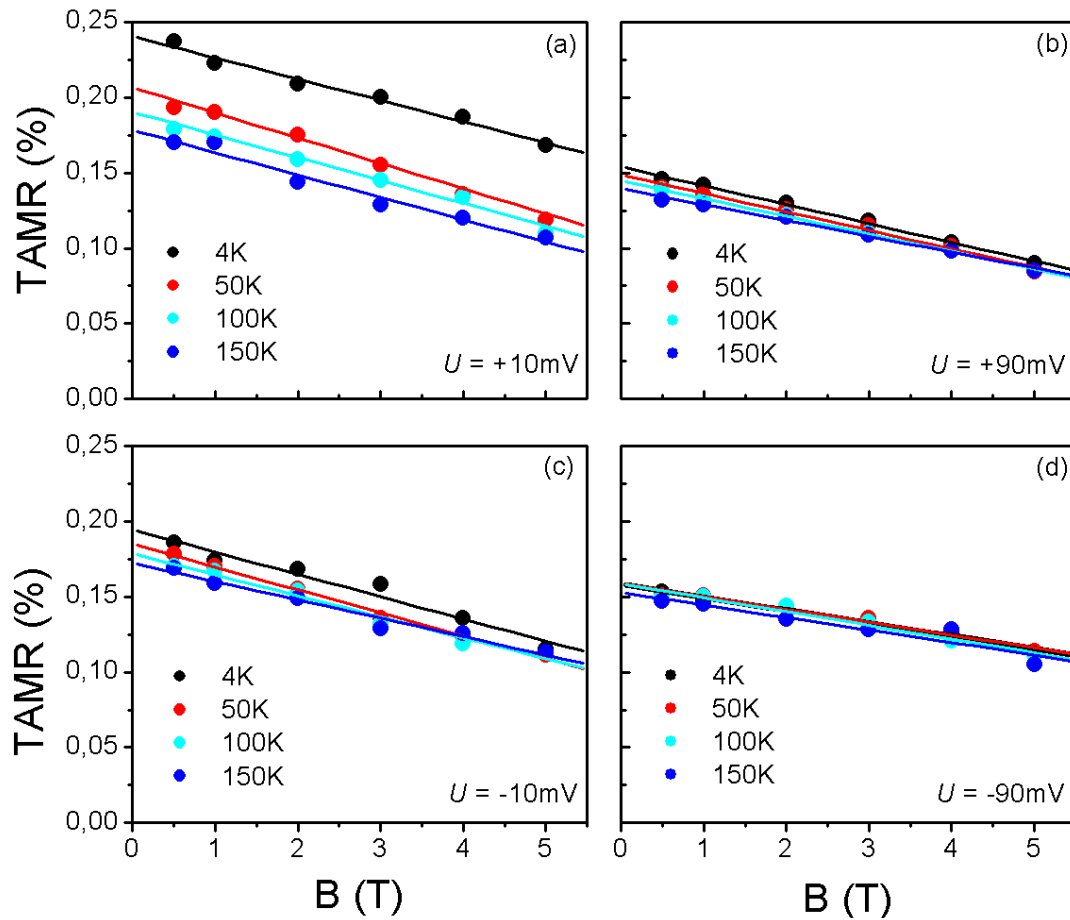 0,25
0,20
0,15
0,10
0,05
0,00
TAMR (%)
(a)
4K
50K
100K
150K
U = +10mV
(b)
4K
50K
100K
150K
U = +90mV
0,25
0,20
0,15
0,10
0,05
0,00
TAMR (%)
(c)
4K
50K
100K
150K
U = -10mV
0 1 2 3 4 5
B (T)
(d)
4K
50K
100K
150K
U = -90mV
0 1 2 3 4 5
B (T)